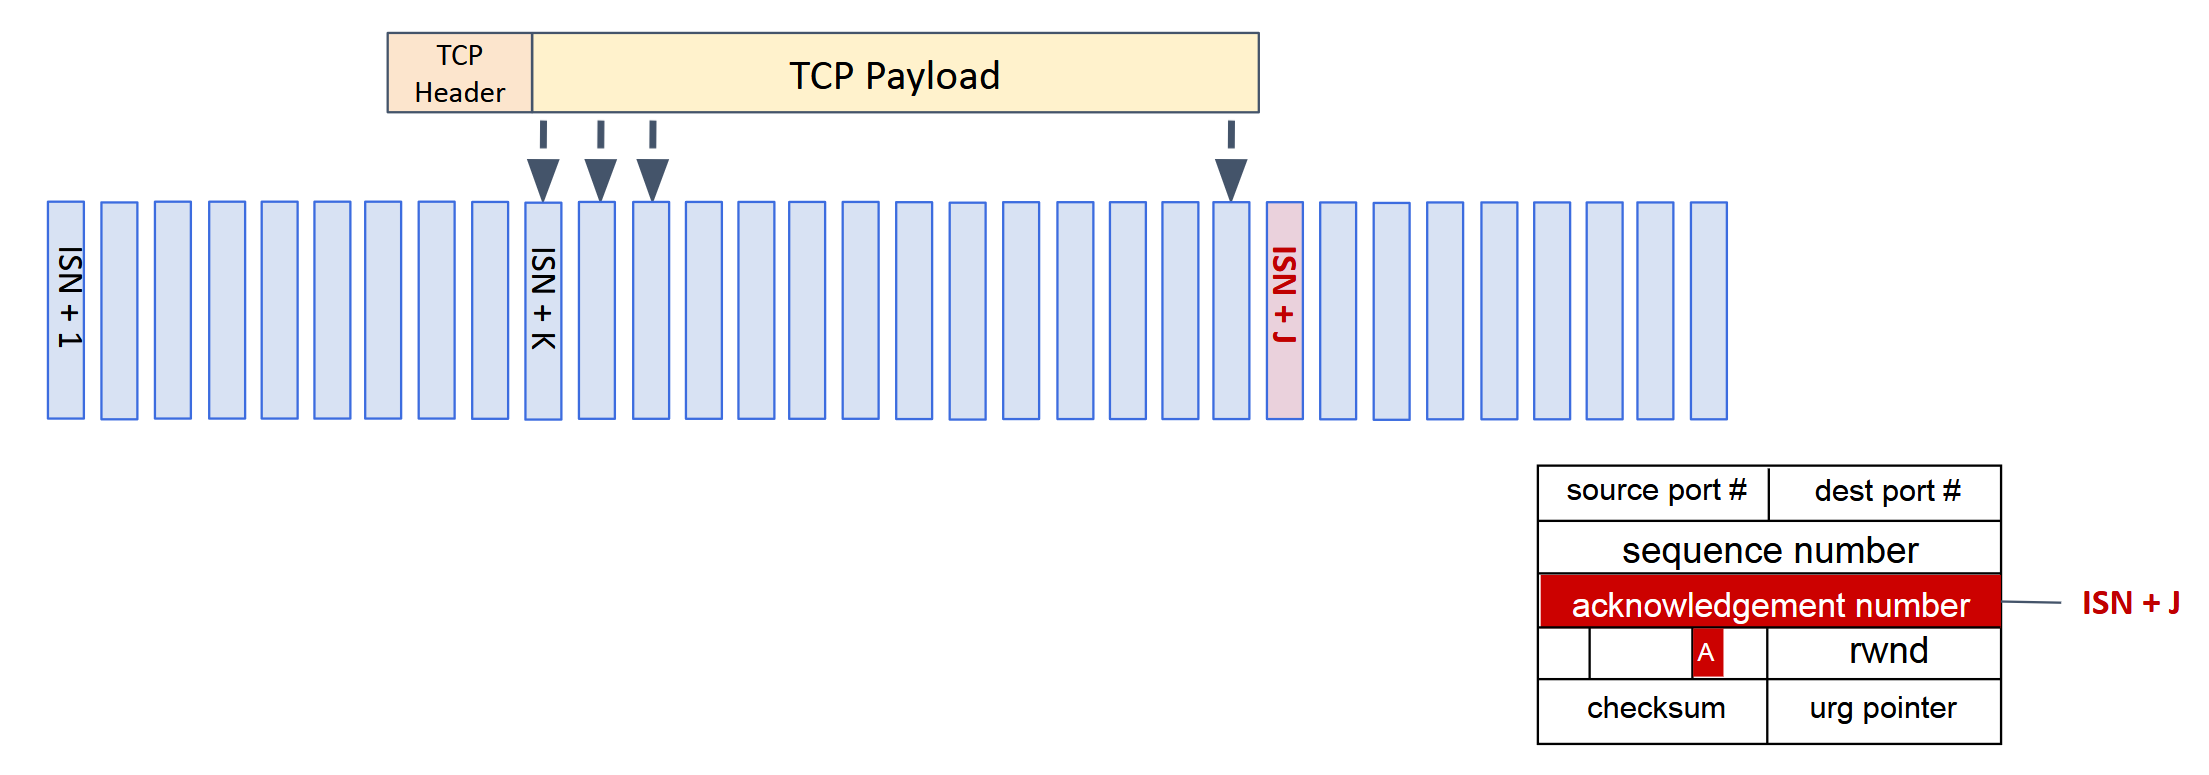 TCP
Header
TCP Payload
ISN + 1
ISN + K
ISN + J
source port #
dest port #
sequence number
acknowledgement number
ISN + J
A
rwnd
checksum
urg pointer